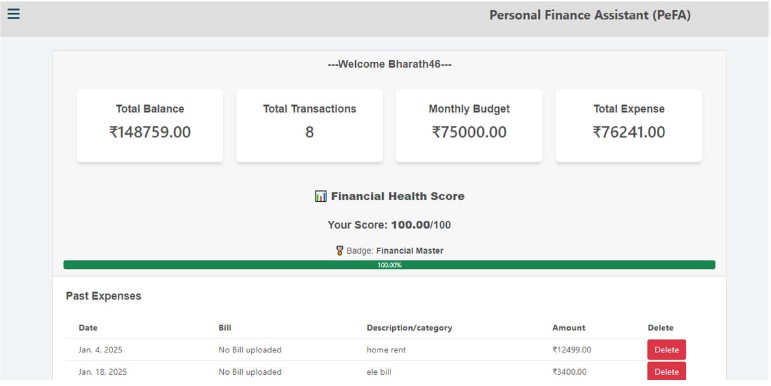 Personal Finance Assistant (PeFA)
---Welcome Bharath46---
Total Balance
₹148759.00
Total Transactions
8
Monthly Budget
₹75000.00
Total Expense
₹76241.00
Financial Health Score
Your Score: 100.00/100
Badge: Financial Master
100.00%
Past Expenses
Date Bill Description/category Amount Delete
Jan. 4, 2025 No Bill uploaded home rent ₹12499.00 Delete
Jan. 18, 2025 No Bill uploaded ele bill ₹3400.00 Delete